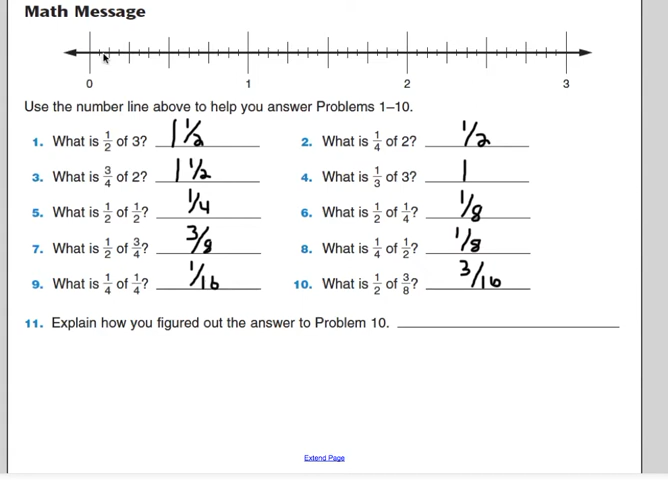 Math Message
0 1 2 3
Use the number line above to help you answer Problems 1–10.
1. What is 1/2 of 3? 1 1/2 2. What is 1/4 of 2? 1/2
3. What is 3/4 of 2? 1 1/2 4. What is 1/3 of 3? 1
5. What is 1/2 of 1/2? 1/4 6. What is 1/2 of 1/4? 1/8
7. What is 1/2 of 3/4? 3/8 8. What is 1/4 of 1/2? 1/8
9. What is 1/4 of 1/4? 1/16 10. What is 1/2 of 3/8? 3/16
11. Explain how you figured out the answer to Problem 10.
Extend Page